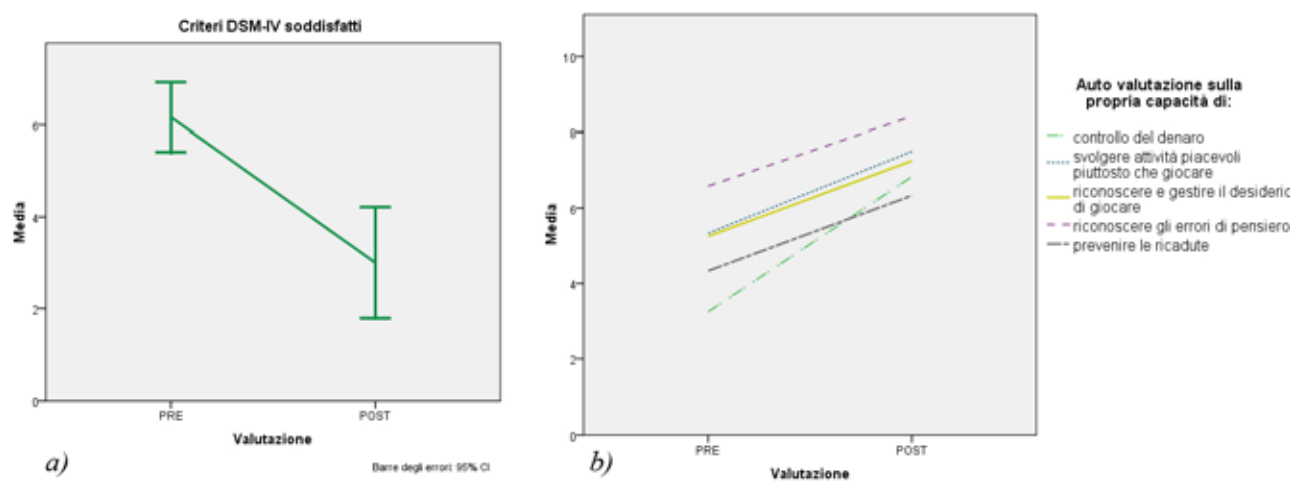 Criteri DSM-IV soddisfatti
Media
6
4
2
0
PRE
POST
Valutazione
a)
Barre degli errori: 95% CI
Media
10
8
6
4
2
0
PRE
POST
Valutazione
b)
Auto valutazione sulla
propria capacità di:
controllo del denaro
svolgere attività piacevoli
piuttosto che giocare
riconoscere e gestire il desiderio
di giocare
riconoscere gli errori di pensiero
prevenire le ricadute